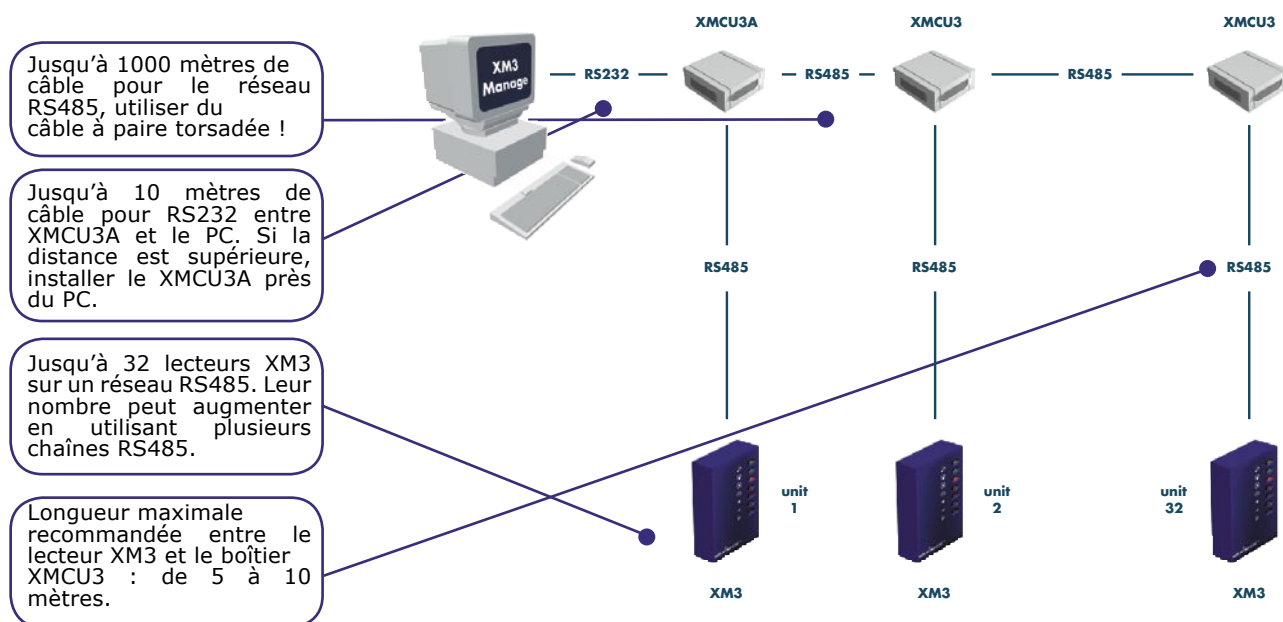 Jusqu'à 1000 mètres de
câble pour le réseau
RS485, utiliser du
câble à paire torsadée !
Jusqu'à 10 mètres de
câble pour RS232 entre
XMCU3A et le PC. Si la
distance est supérieure,
installer le XMCU3A près
du PC.
Jusqu'à 32 lecteurs XM3
sur un réseau RS485. Leur
nombre peut augmenter
en utilisant plusieurs
chaînes RS485.
Longueur maximale
recommandée entre le
lecteur XM3 et le boîtier
XMCU3 : de 5 à 10
mètres.
XM3
Manage
RS232
XMCU3A
RS485
XMCU3
RS485
XMCU3
RS485
RS485
RS485
unit
1
unit
2
unit
32
XM3
XM3
XM3